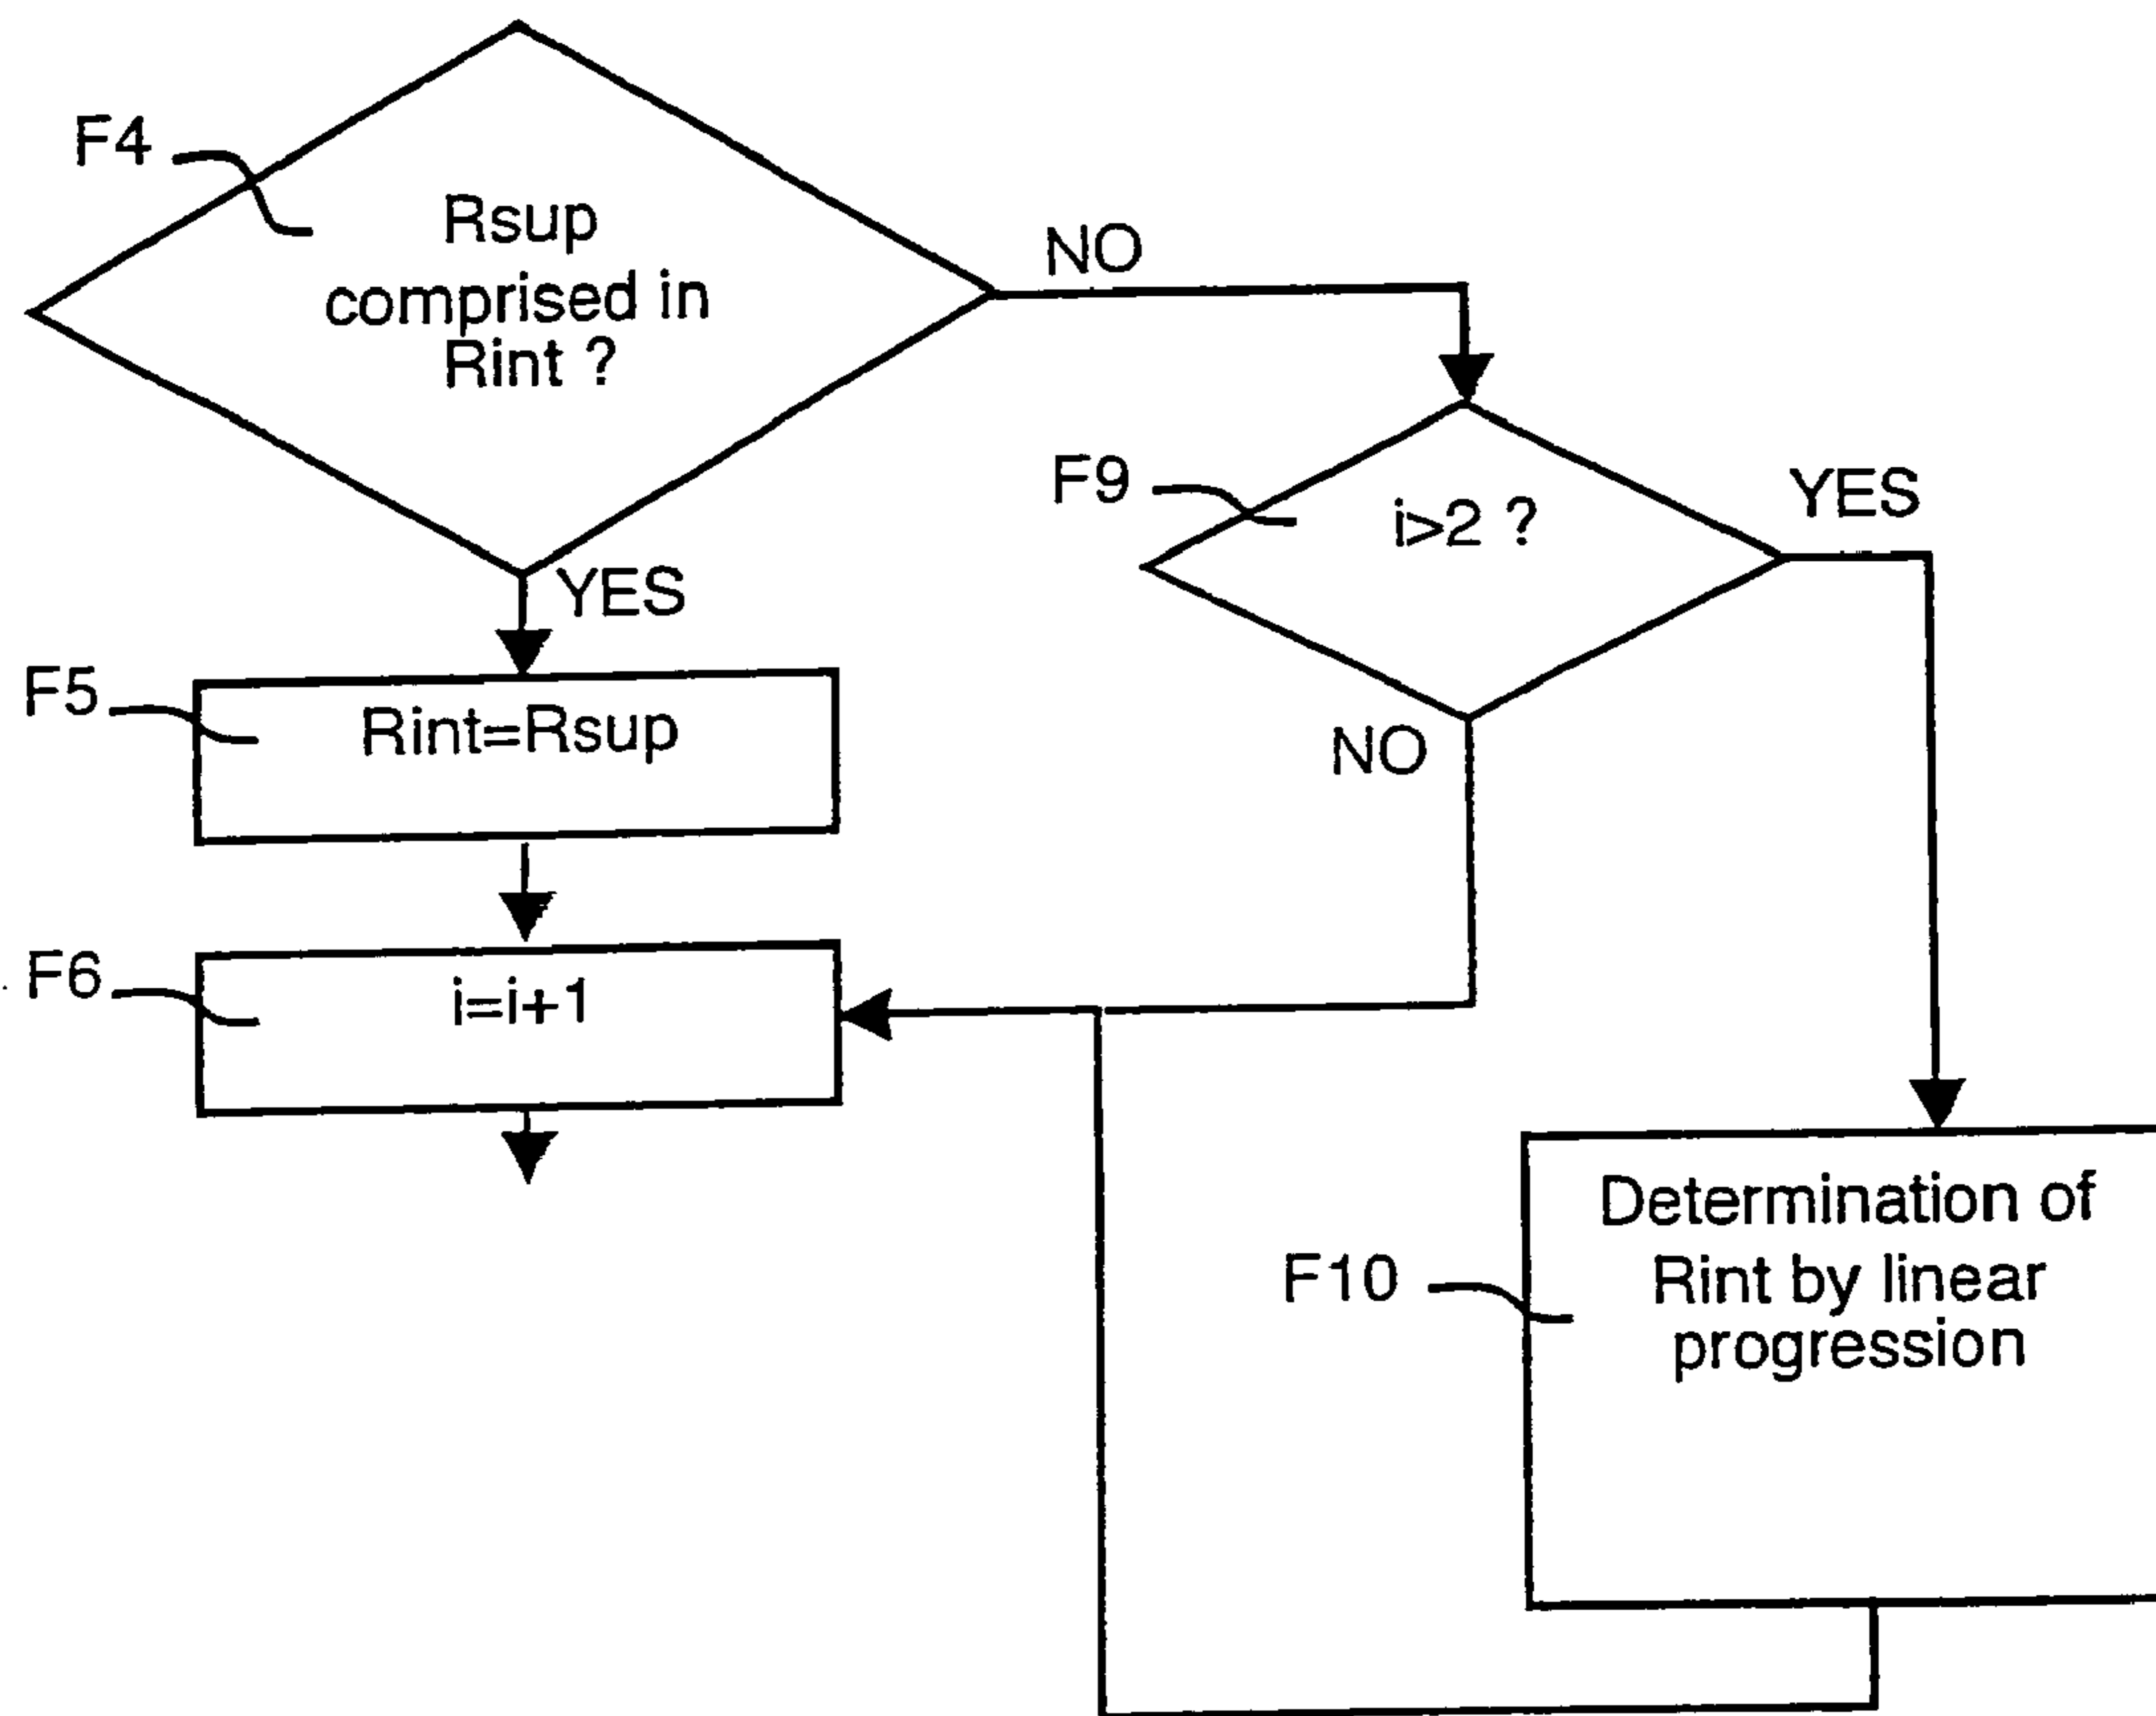 F4
Rsup
comprised in
Rint ?
NO
YES
F9
i>2 ?
YES
NO
F5
Rint=Rsup
F6
i=i+1
F10
Determination of
Rint by linear
progression